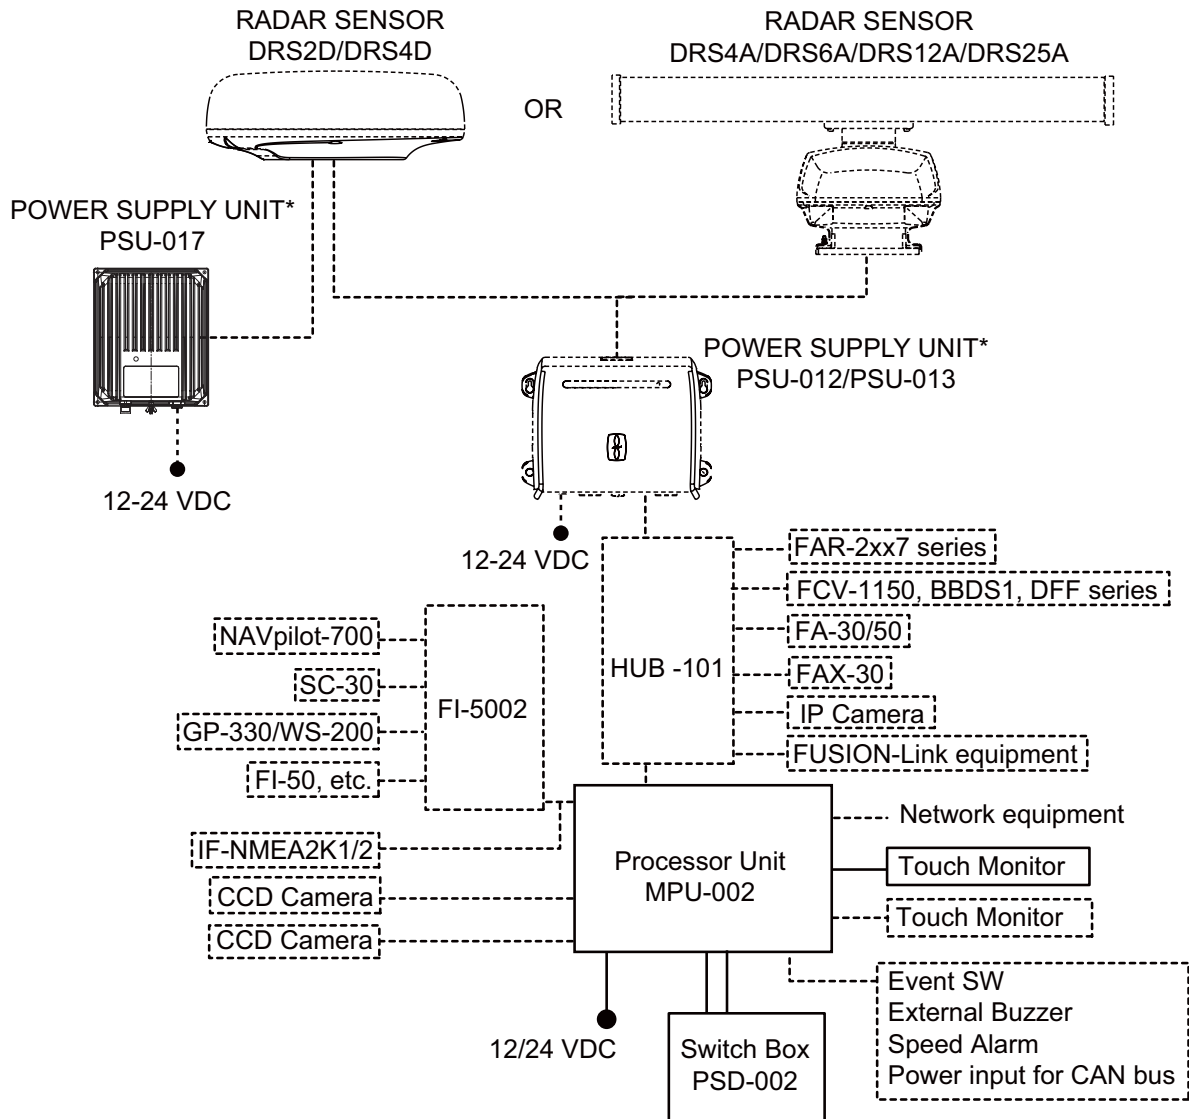 RADAR SENSOR
DRS2D/DRS4D
RADAR SENSOR
DRS4A/DRS6A/DRS12A/DRS25A
OR
POWER SUPPLY UNIT*
PSU-017
12-24 VDC
POWER SUPPLY UNIT*
PSU-012/PSU-013
12-24 VDC
HUB -101
FAR-2xx7 series
FCV-1150, BBDS1, DFF series
FA-30/50
FAX-30
IP Camera
FUSION-Link equipment
NAVpilot-700
SC-30
GP-330/WS-200
FI-50, etc.
FI-5002
IF-NMEA2K1/2
CCD Camera
CCD Camera
Processor Unit
MPU-002
Network equipment
Touch Monitor
Touch Monitor
Event SW
External Buzzer
Speed Alarm
Power input for CAN bus
12/24 VDC
Switch Box
PSD-002